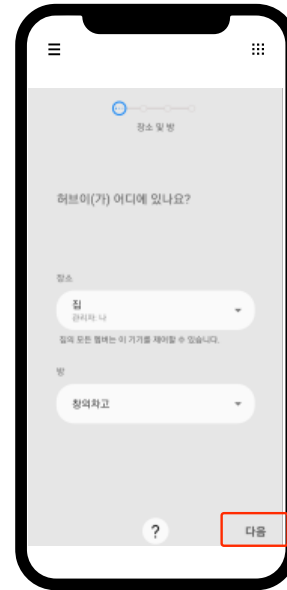 장소 및 방
허브이(가) 어디에 있나요?
장소
집
관리자: 나
집의 모든 멤버는 이 기기를 제어할 수 있습니다.
방
창의차고
?
다음